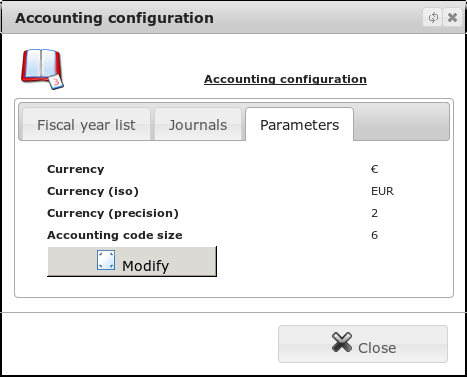 Accounting configuration
Accounting configuration
Fiscal year list Journals Parameters
Currency €
Currency (iso) EUR
Currency (precision) 2
Accounting code size 6
Modify
Close